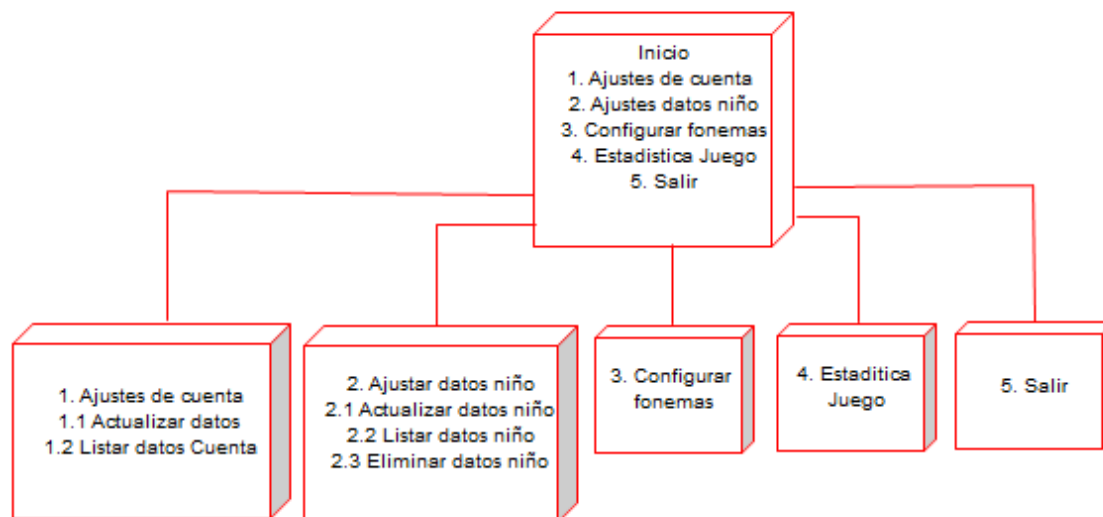 Inicio
1. Ajustes de cuenta
2. Ajustes datos niño
3. Configurar fonemas
4. Estadistica Juego
5. Salir
1. Ajustes de cuenta
1.1 Actualizar datos
1.2 Listar datos Cuenta
2. Ajustar datos niño
2.1 Actualizar datos niño
2.2 Listar datos niño
2.3 Eliminar datos niño
3. Configurar
fonemas
4. Estaditica
Juego
5. Salir